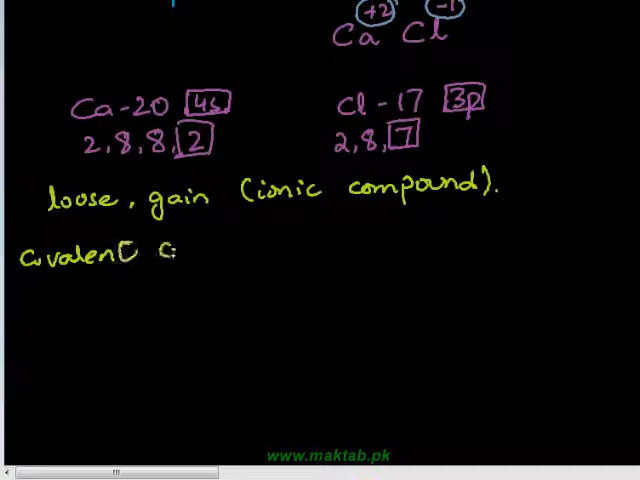 +2 -1
Ca Cl
Ca-20 4s Cl-17 3p
2,8,8,2 2,8,7
loose, gain (ionic compound).
covalent c
www.maktab.pk